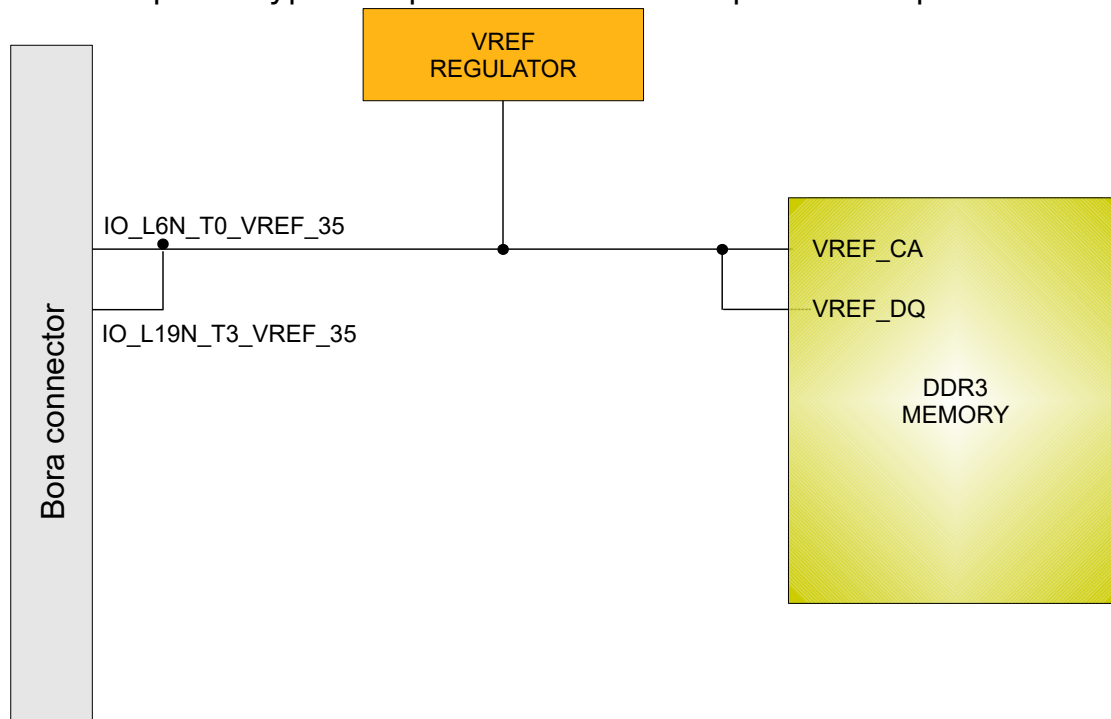 VREF
REGULATOR
IO_L6N_T0_VREF_35
IO_L19N_T3_VREF_35
Bora connector
VREF_CA
VREF_DQ
DDR3
MEMORY